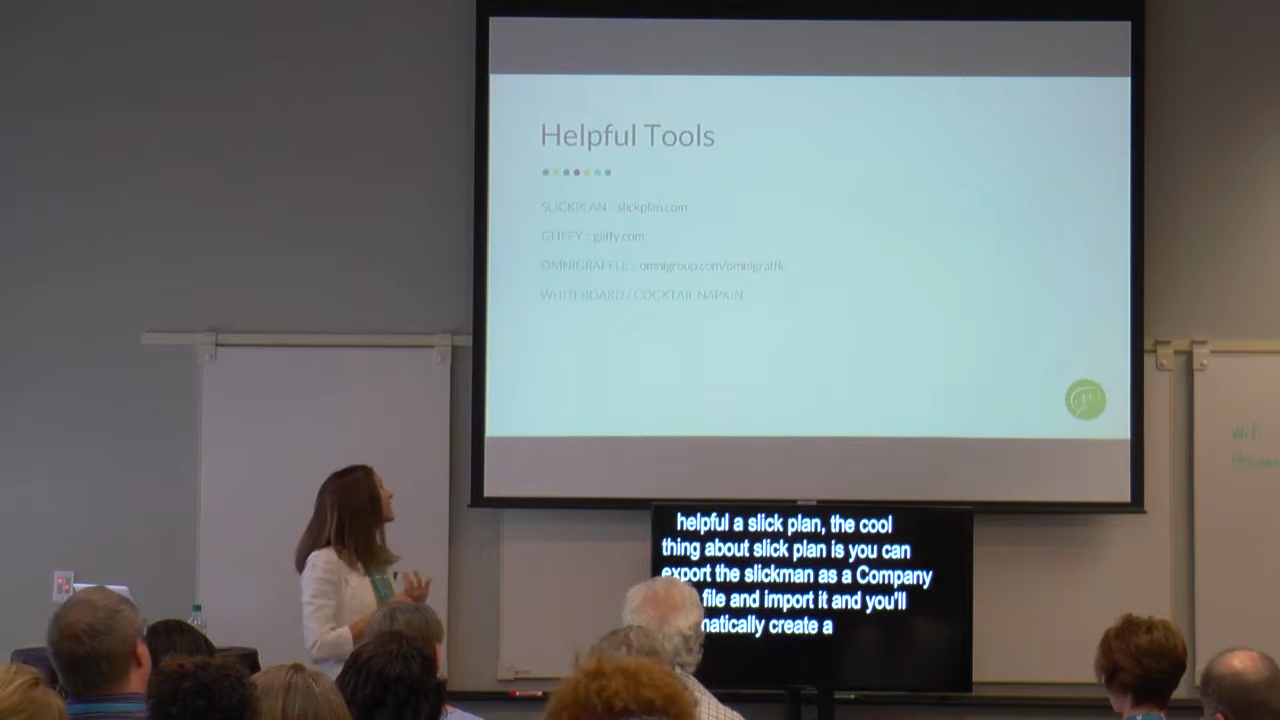 Helpful Tools
SLICKPLAN :: slickplan.com
GLIFFY :: gliffy.com
OMNIGRAFFLE :: omnigroup.com/omnigraffle
WHITEBOARD / COCKTAIL NAPKIN
helpful a slick plan, the cool
thing about slick plan is you can
export the slickman as a Company
file and import it and you'll
matically create a